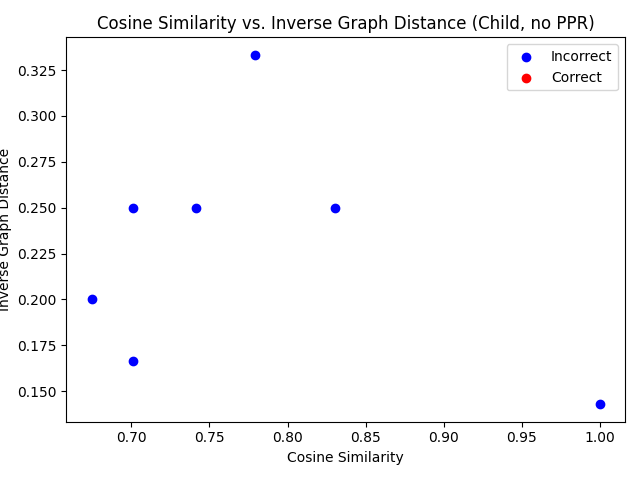 Cosine Similarity vs. Inverse Graph Distance (Child, no PPR)
Incorrect
Correct
0.325
0.300
0.275
0.250
0.225
0.200
0.175
0.150
Inverse Graph Distance
0.70 0.75 0.80 0.85 0.90 0.95 1.00
Cosine Similarity